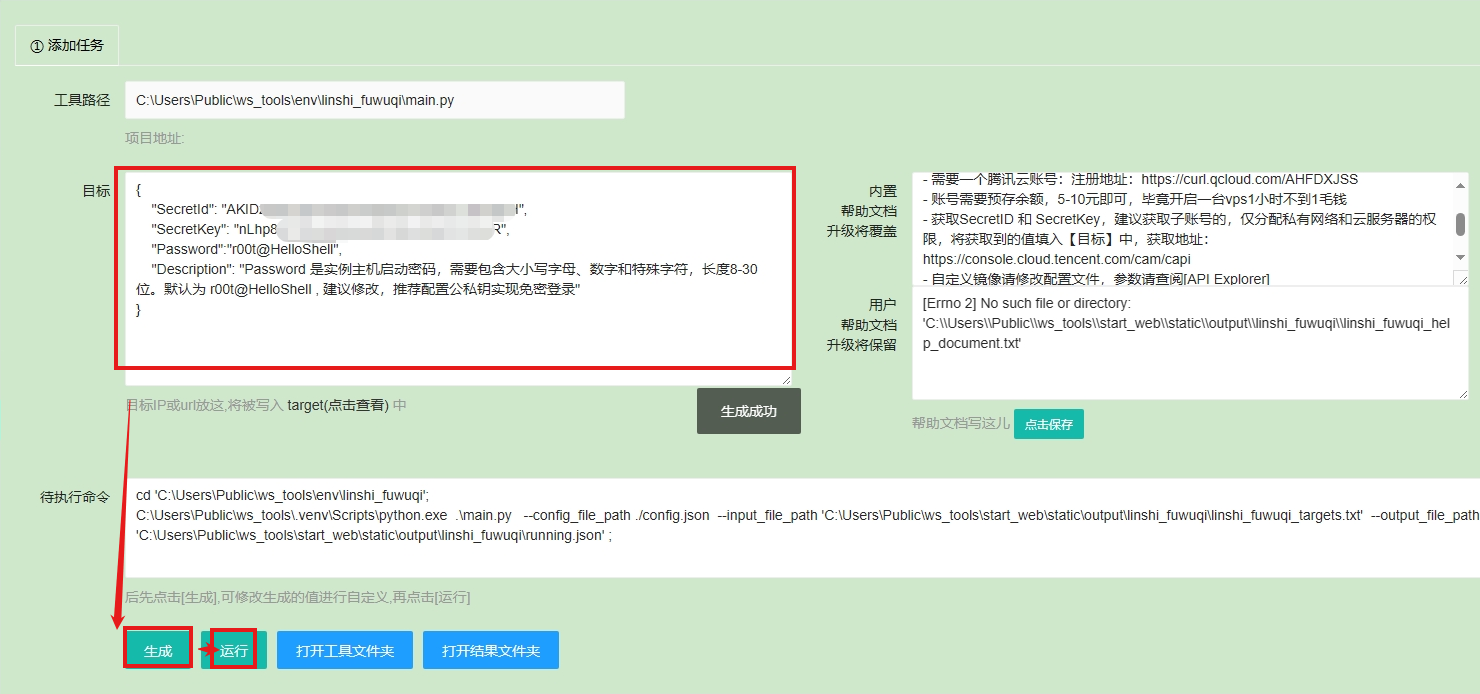 ① 添加任务
工具路径
C:\Users\Public\ws_tools\env\linshi_fuwuqi\main.py
项目地址:
目标
{
"SecretId": "AKID
",
"SecretKey": "nLhp8
R",
"Password":"r00t@HelloShell",
"Description": "Password 是实例主机启动密码，需要包含大小写字母、数字和特殊字符，长度8-30
位。默认为 r00t@HelloShell , 建议修改，推荐配置公私钥实现免密登录"
}
目标IP或url放这,将被写入 target(点击查看) 中
生成成功
内置
帮助文档
升级将覆盖
- 需要一个腾讯云账号：注册地址：https://curl.qcloud.com/AHFDXJSS
- 账号需要预存余额，5-10元即可，毕竟开启一台vps1小时不到1毛钱
- 获取SecretID 和 SecretKey，建议获取子账号的，仅分配私有网络和云服务器的权
限，将获取到的值填入【目标】中，获取地址：
https://console.cloud.tencent.com/cam/capi
- 自定义镜像请修改配置文件，参数请查阅[API Explorer]
用户
帮助文档
升级将保留
[Errno 2] No such file or directory:
'C:\\Users\\Public\\ws_tools\\start_web\\static\\output\\linshi_fuwuqi\\linshi_fuwuqi_hel
p_document.txt'
帮助文档写这儿 点击保存
待执行命令
cd 'C:\Users\Public\ws_tools\env\linshi_fuwuqi';
C:\Users\Public\ws_tools\.venv\Scripts\python.exe .\main.py --config_file_path ./config.json --input_file_path 'C:\Users\Public\ws_tools\start_web\static\output\linshi_fuwuqi\linshi_fuwuqi_targets.txt' --output_file_path
'C:\Users\Public\ws_tools\start_web\static\output\linshi_fuwuqi\running.json' ;
后先点击[生成],可修改生成的值进行自定义,再点击[运行]
生成 运行 打开工具文件夹 打开结果文件夹